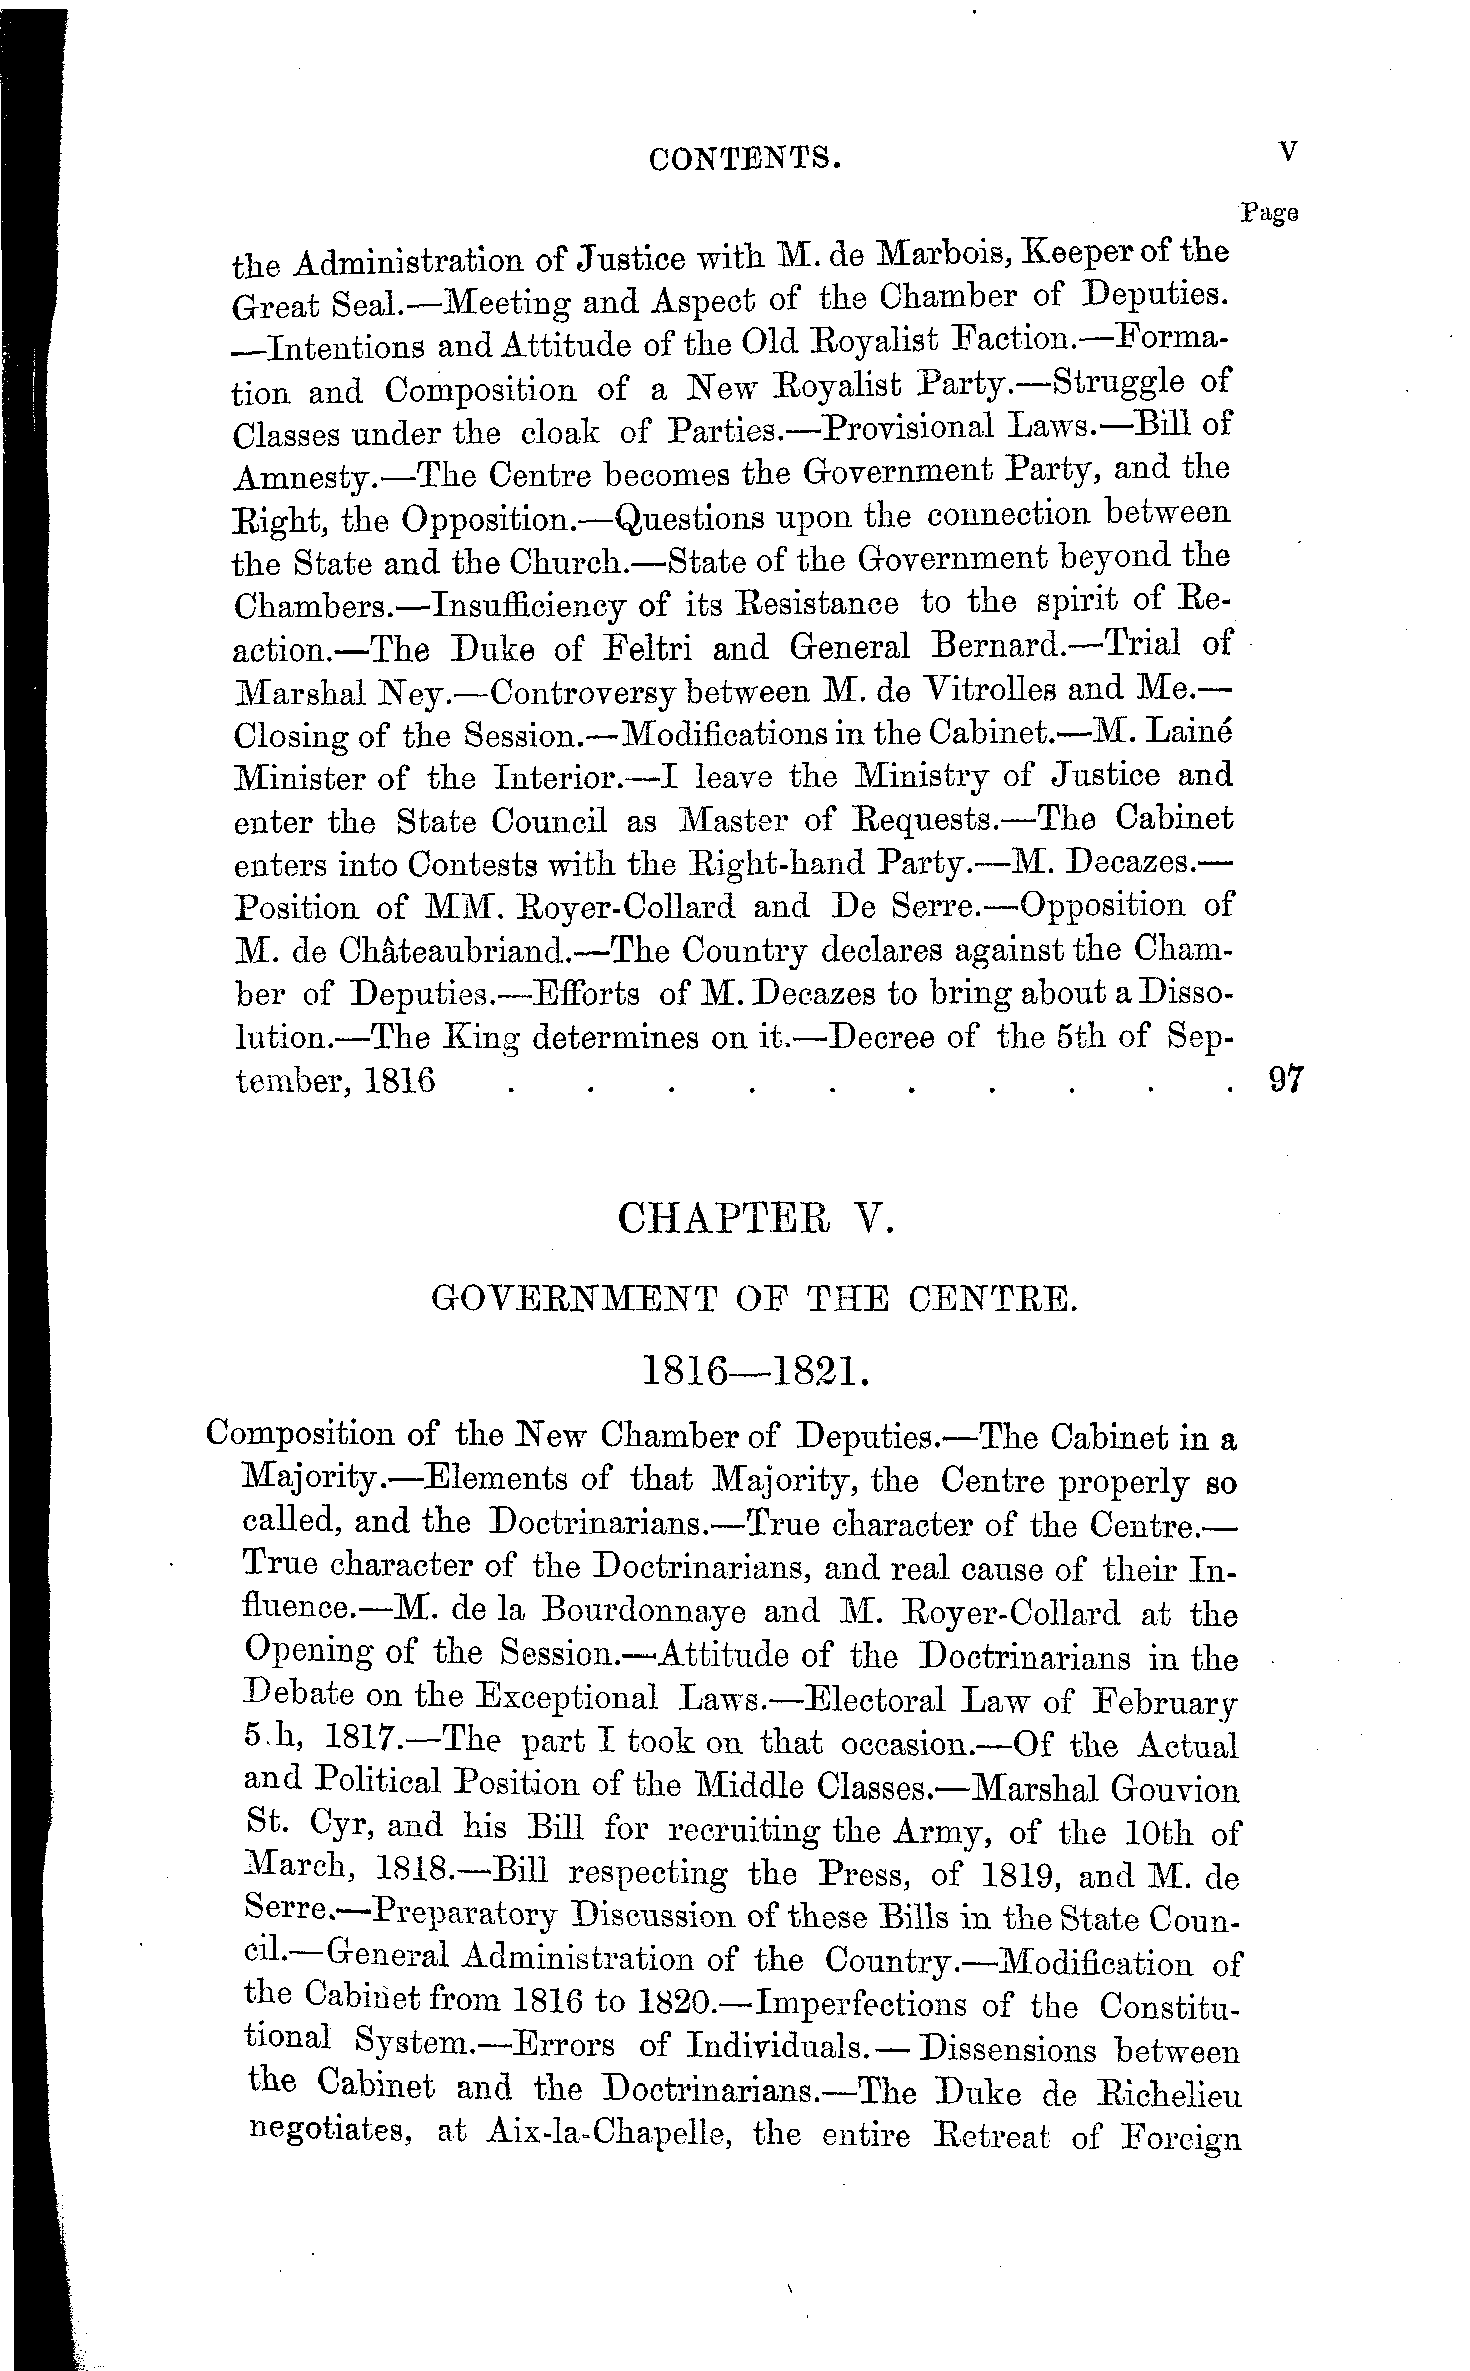 CONTENTS. V
Page
the Administration of Justice with M. de Marbois, Keeper of the
Great Seal.—Meeting and Aspect of the Chamber of Deputies.
—Intentions and Attitude of the Old Royalist Faction.—Forma-
tion and Composition of a New Royalist Party.—Struggle of
Classes under the cloak of Parties.—Provisional Laws.—Bill of
Amnesty.—The Centre becomes the Government Party, and the
Right, the Opposition.—Questions upon the connection between
the State and the Church.—State of the Government beyond the
Chambers.—Insufficiency of its Resistance to the spirit of Re-
action.—The Duke of Feltri and General Bernard.—Trial of
Marshal Ney.—Controversy between M. de Vitrolles and Me.—
Closing of the Session.—Modifications in the Cabinet.—M. Lainé
Minister of the Interior.—I leave the Ministry of Justice and
enter the State Council as Master of Requests.—The Cabinet
enters into Contests with the Right-hand Party.—M. Decazes.—
Position of MM. Royer-Collard and De Serre.—Opposition of
M. de Châteaubriand.—The Country declares against the Cham-
ber of Deputies.—Efforts of M. Decazes to bring about a Disso-
lution.—The King determines on it.—Decree of the 5th of Sep-
tember, 1816 . . . . . . . . . . 97
CHAPTER V.
GOVERNMENT OF THE CENTRE.
1816—1821.
Composition of the New Chamber of Deputies.—The Cabinet in a
Majority.—Elements of that Majority, the Centre properly so
called, and the Doctrinarians.—True character of the Centre.—
True character of the Doctrinarians, and real cause of their In-
fluence.—M. de la Bourdonnaye and M. Royer-Collard at the
Opening of the Session.—Attitude of the Doctrinarians in the
Debate on the Exceptional Laws.—Electoral Law of February
5.h, 1817.—The part I took on that occasion.—Of the Actual
and Political Position of the Middle Classes.—Marshal Gouvion
St. Cyr, and his Bill for recruiting the Army, of the 10th of
March, 1818.—Bill respecting the Press, of 1819, and M. de
Serre.—Preparatory Discussion of these Bills in the State Coun-
cil.—General Administration of the Country.—Modification of
the Cabinet from 1816 to 1820.—Imperfections of the Constitu-
tional System.—Errors of Individuals.—Dissensions between
the Cabinet and the Doctrinarians.—The Duke de Richelieu
negotiates, at Aix-la-Chapelle, the entire Retreat of Foreign